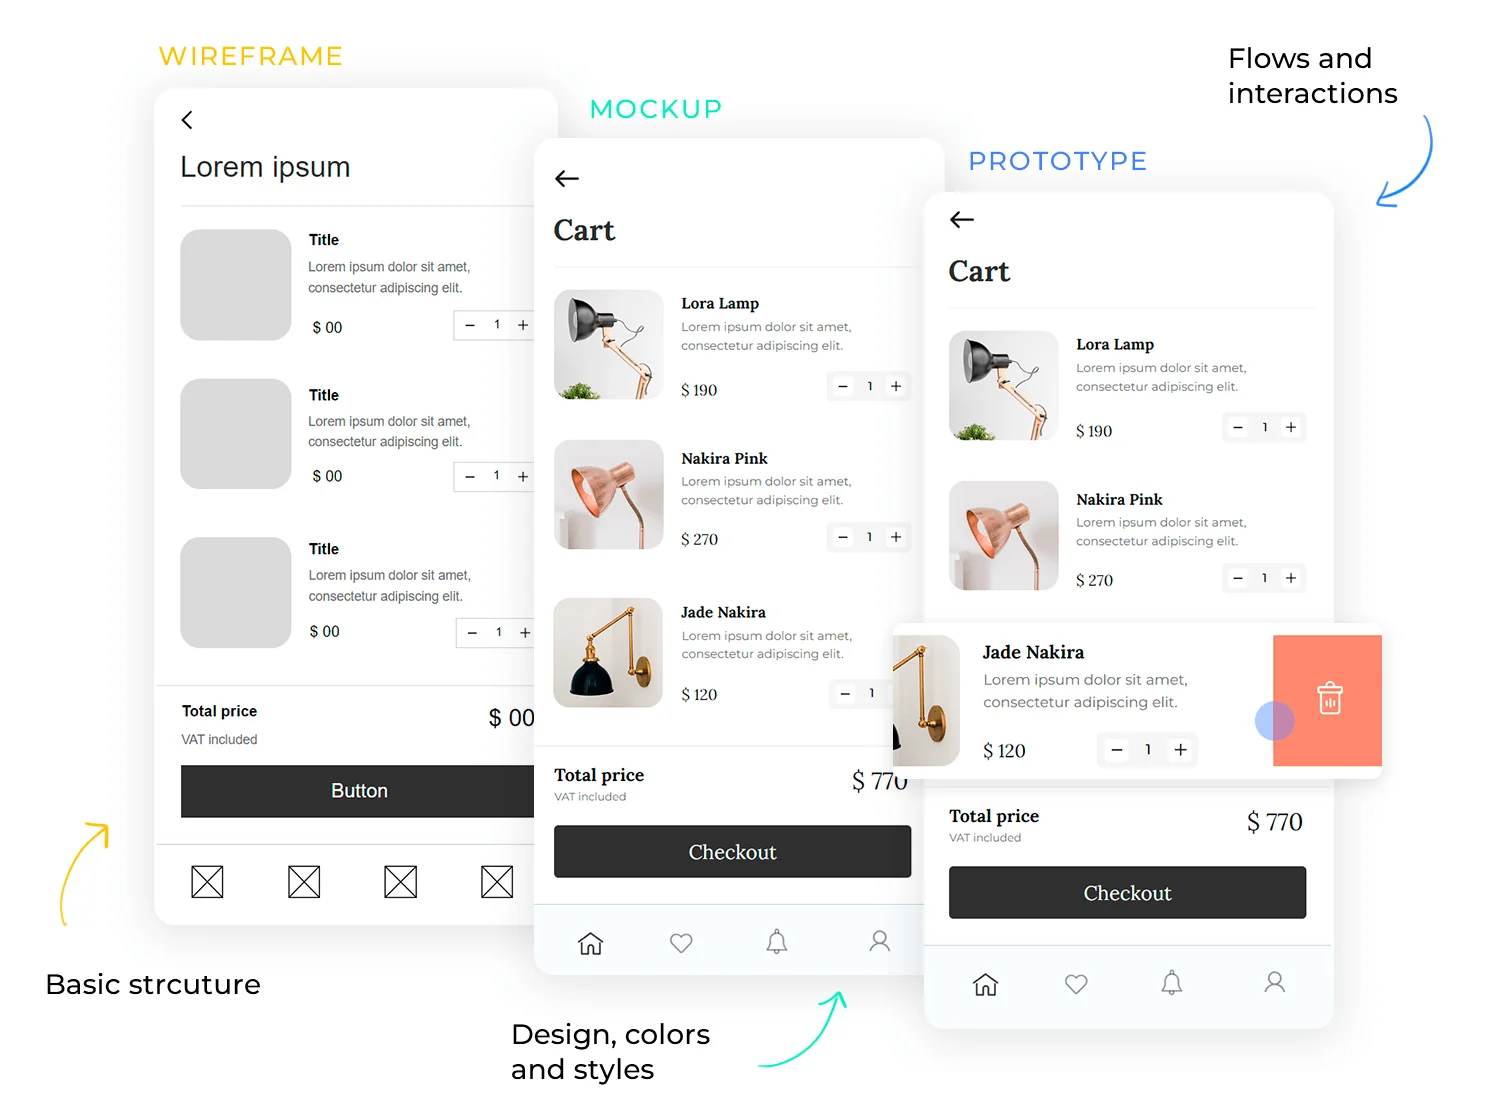 WIREFRAME
Lorem ipsum
Title
Lorem ipsum dolor sit amet,
consectetur adipiscing elit.
$ 00
− 1 +
Title
Lorem ipsum dolor sit amet,
consectetur adipiscing elit.
$ 00
− 1 +
Title
Lorem ipsum dolor sit amet,
consectetur adipiscing elit.
$ 00
− 1 +
Total price
$ 00
VAT included
Button
Basic strcuture
MOCKUP
Cart
Lora Lamp
Lorem ipsum dolor sit amet,
consectetur adipiscing elit.
$ 190
− 1 +
Nakira Pink
Lorem ipsum dolor sit amet,
consectetur adipiscing elit.
$ 270
− 1 +
Jade Nakira
Lorem ipsum dolor sit amet,
consectetur adipiscing elit.
$ 120
− 1
Total price
$ 770
VAT included
Checkout
Design, colors
and styles
Flows and
interactions
PROTOTYPE
Cart
Lora Lamp
Lorem ipsum dolor sit amet,
consectetur adipiscing elit.
$ 190
− 1 +
Nakira Pink
Lorem ipsum dolor sit amet,
consectetur adipiscing elit.
$ 270
− 1 +
Jade Nakira
Lorem ipsum dolor sit amet,
consectetur adipiscing elit.
$ 120
− 1 +
Total price
$ 770
VAT included
Checkout